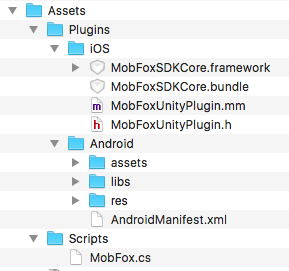 Assets
Plugins
iOS
MobFoxSDKCore.framework
MobFoxSDKCore.bundle
m MobFoxUnityPlugin.mm
h MobFoxUnityPlugin.h
Android
assets
libs
res
AndroidManifest.xml
Scripts
MobFox.cs